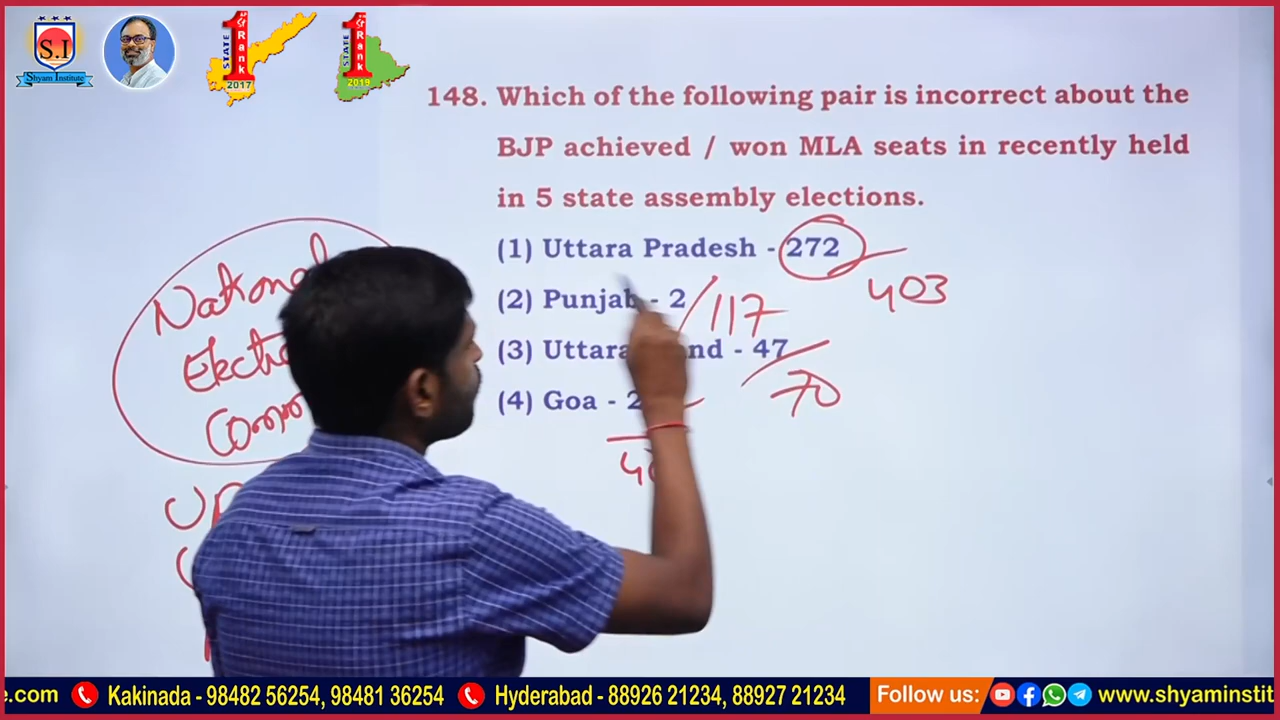 S.I
Shyam Institute
STATE 1 Rank 2017
STATE 1 Rank 2019
148. Which of the following pair is incorrect about the
BJP achieved / won MLA seats in recently held
in 5 state assembly elections.
(1) Uttara Pradesh - 272
403
(2) Punjab - 2 / 117
(3) Uttara nd - 47
70
(4) Goa - 2
4
National
Elect
Comm
U
e.com Kakinada - 98482 56254, 98481 36254 Hyderabad - 88926 21234, 88927 21234 Follow us: www.shyaminstit